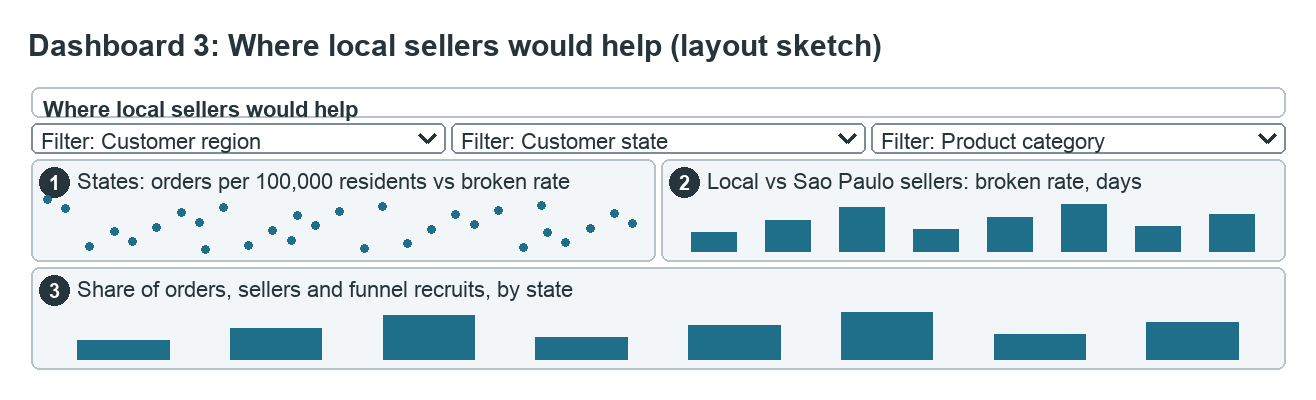 Dashboard 3: Where local sellers would help (layout sketch)
Where local sellers would help
Filter: Customer region
Filter: Customer state
Filter: Product category
1 States: orders per 100,000 residents vs broken rate
2 Local vs Sao Paulo sellers: broken rate, days
3 Share of orders, sellers and funnel recruits, by state